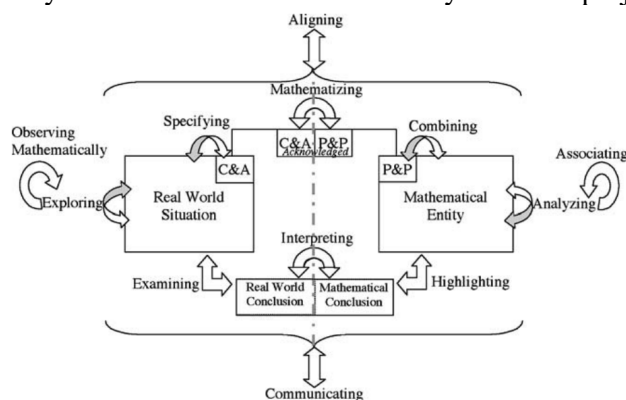 Aligning
Mathematizing
Specifying
C&A P&P
Acknowledged
Combining
Observing
Mathematically
Associating
C&A
P&P
Exploring
Real World
Situation
Mathematical
Entity
Analyzing
Interpreting
Examining
Real World
Conclusion
Mathematical
Conclusion
Highlighting
Communicating